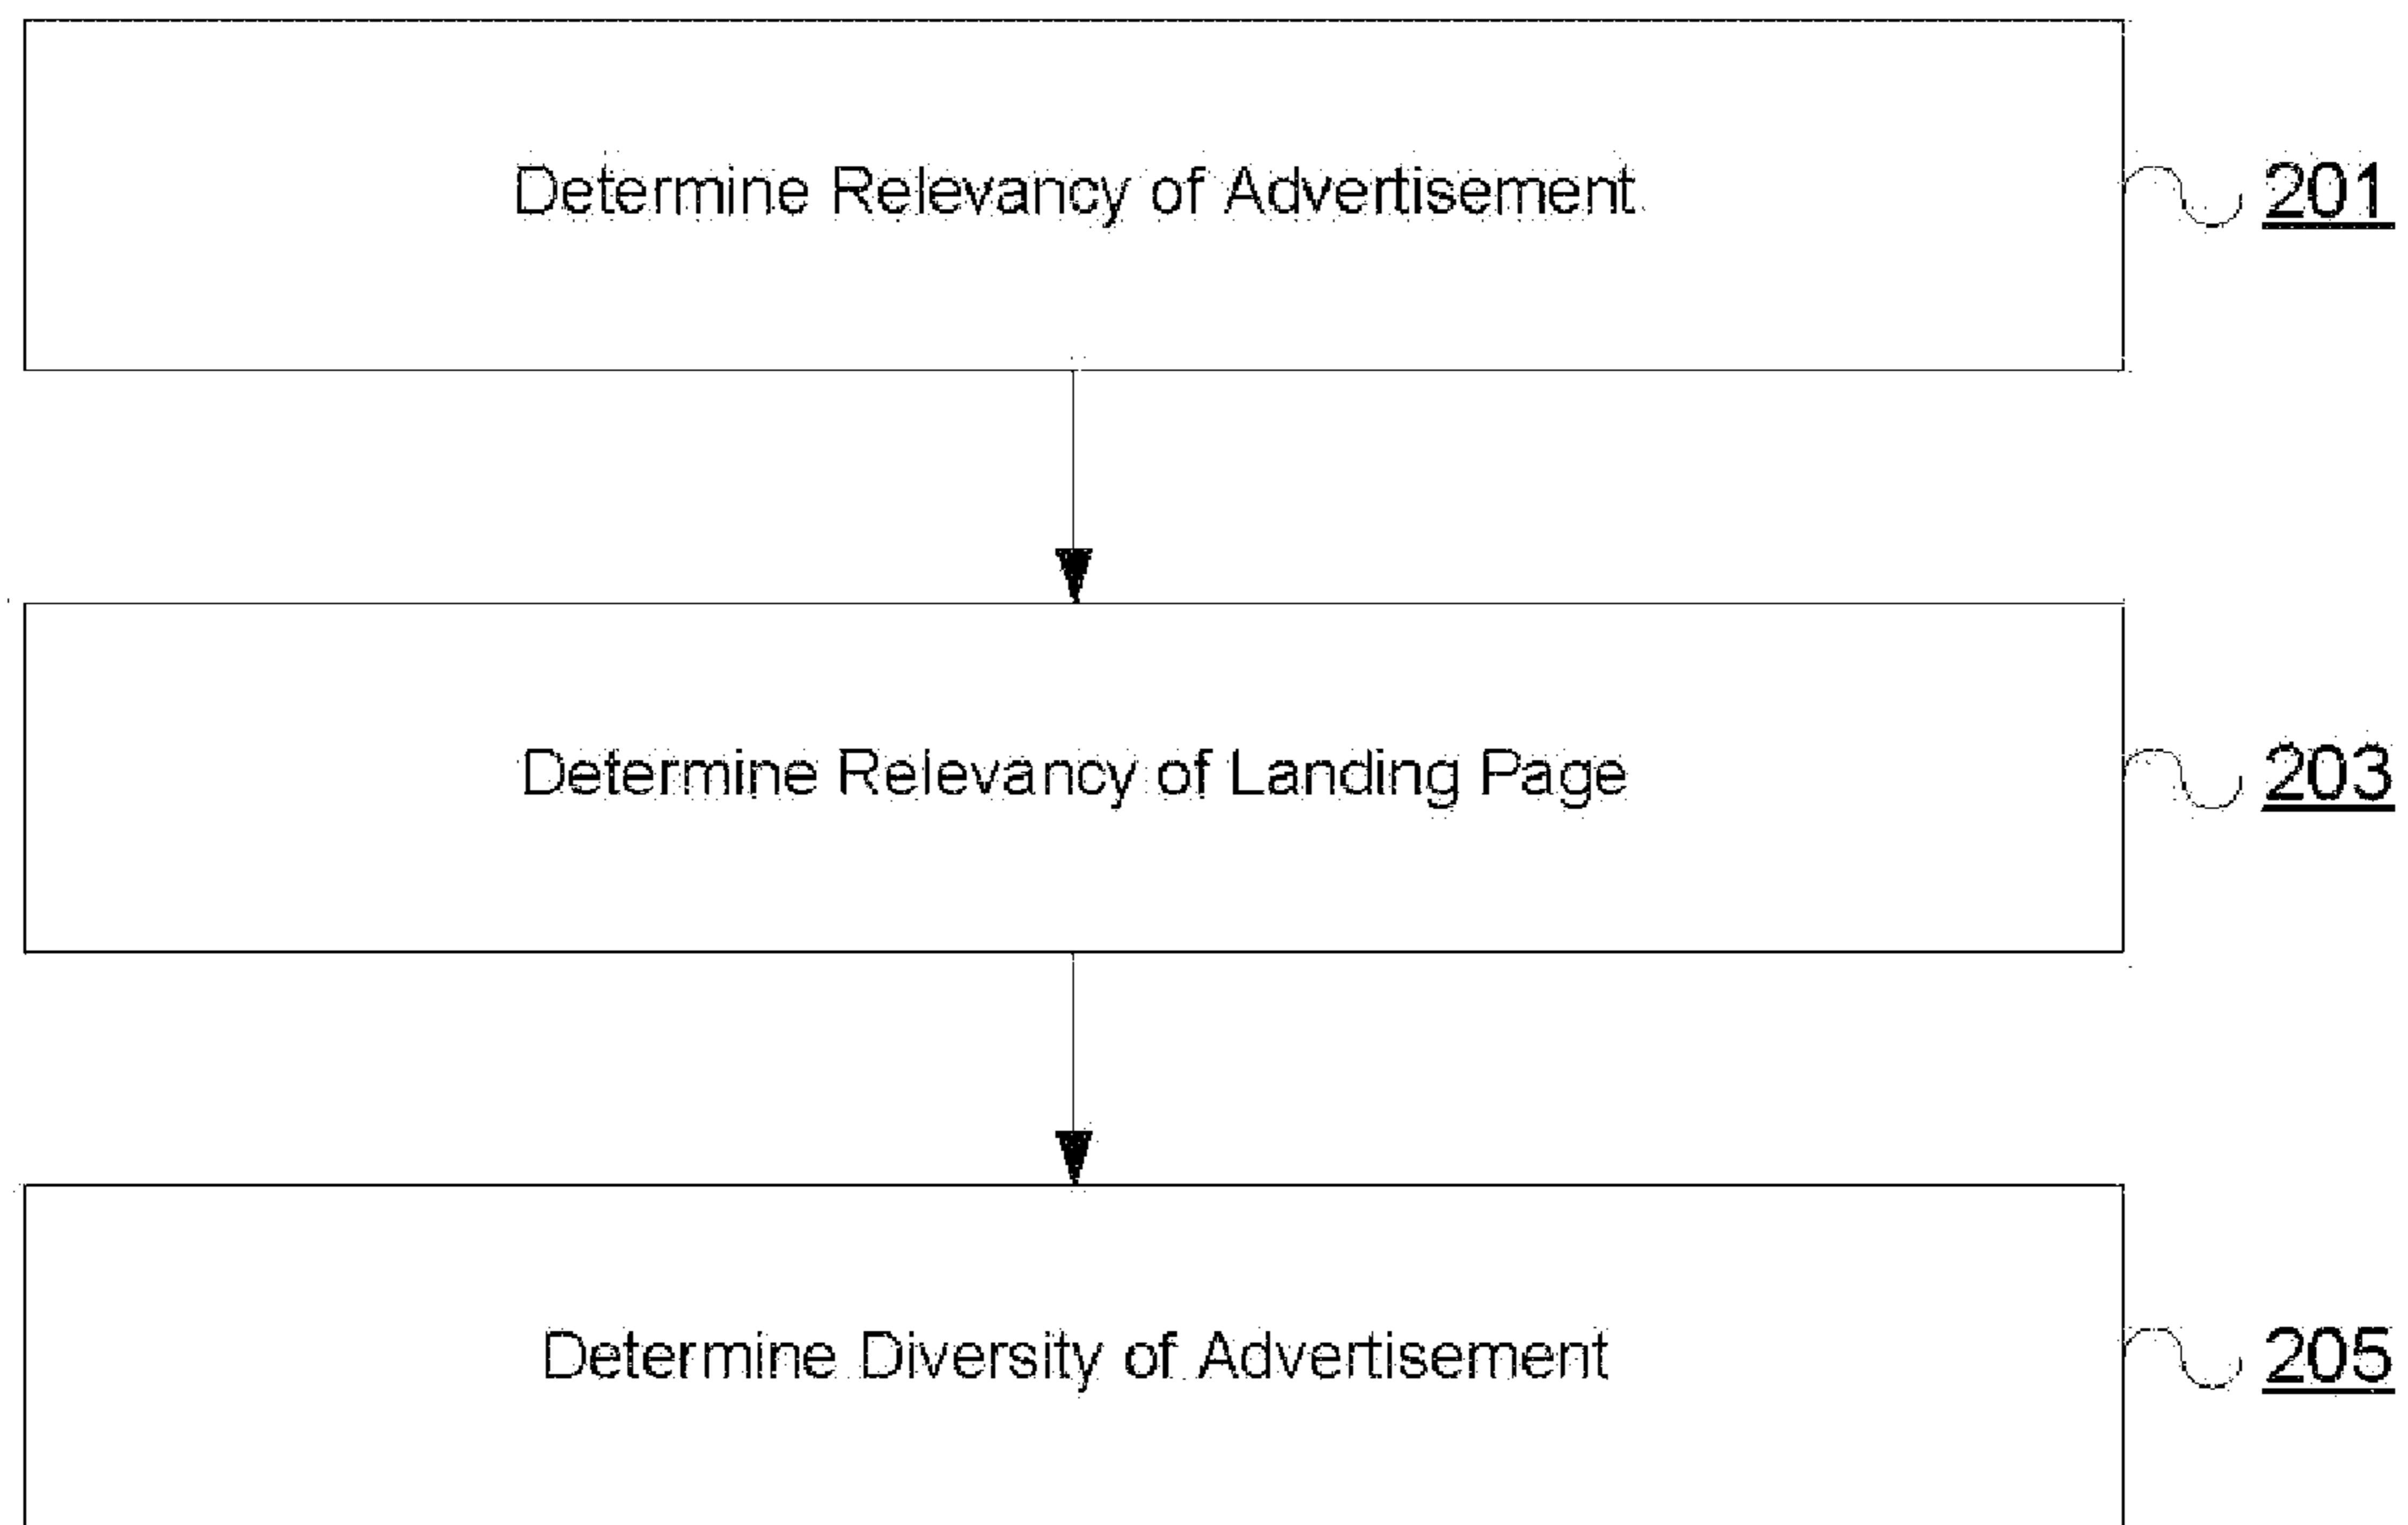 Determine Relevancy of Advertisement
201
Determine Relevancy of Landing Page
203
Determine Diversity of Advertisement
205